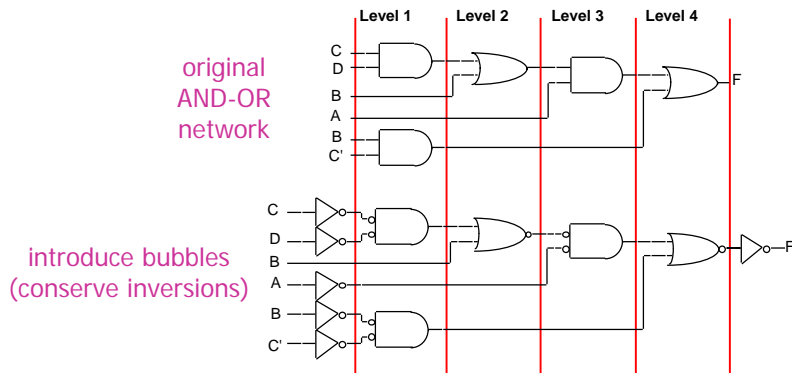 Level 1 Level 2 Level 3 Level 4
original
AND-OR
network
C
D
B
A
B
C'
F
introduce bubbles
(conserve inversions)
C
D
B
A
B
C'
F